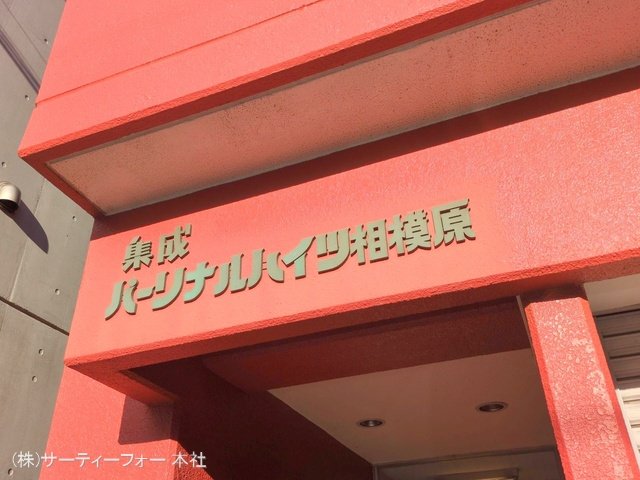 集成
パーソナルハイツ相模原
(株)サーティーフォー 本社